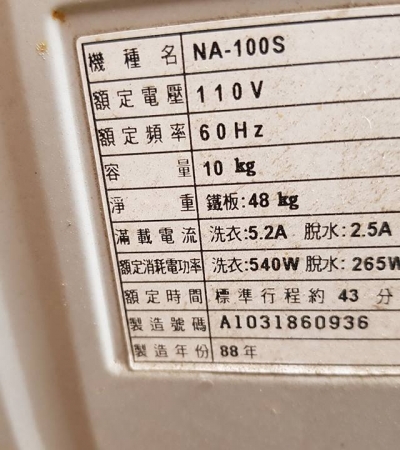 機種名 NA-100S
額定電壓 110V
額定頻率 60Hz
容量 10 kg
淨重 鐵板:48 kg
滿載電流 洗衣:5.2A 脫水:2.5A
額定消耗電功率 洗衣:540W 脫水:265W
額定時間 標準行程約 43 分
製造號碼 A1031860936
製造年份 88年